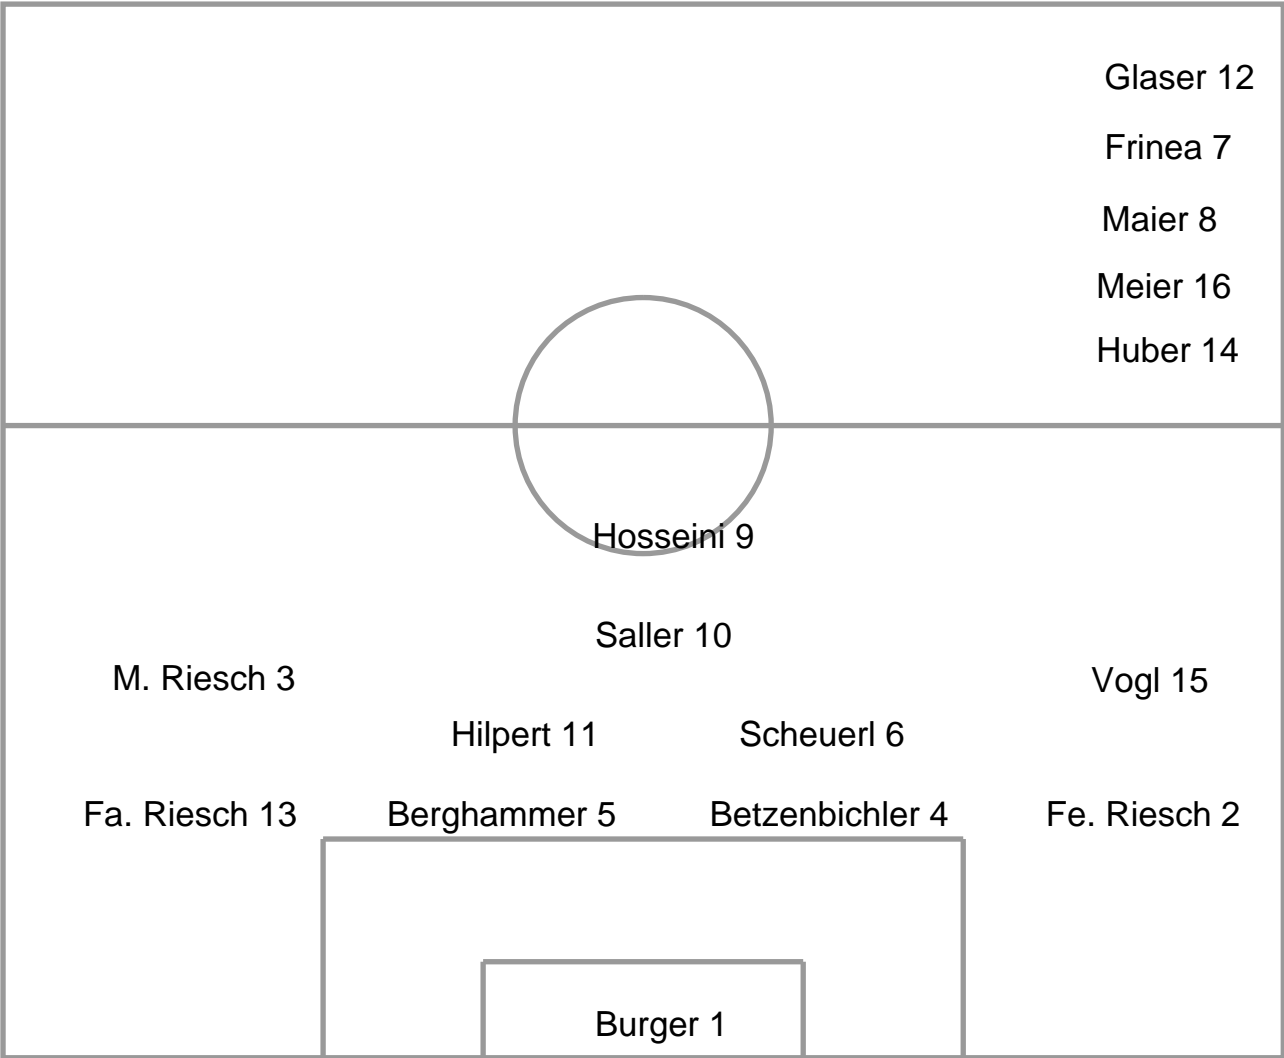 Glaser 12
Frinea 7
Maier 8
Meier 16
Huber 14
Hosseini 9
Saller 10
M. Riesch 3
Vogl 15
Hilpert 11
Scheuerl 6
Fa. Riesch 13
Berghammer 5
Betzenbichler 4
Fe. Riesch 2
Burger 1